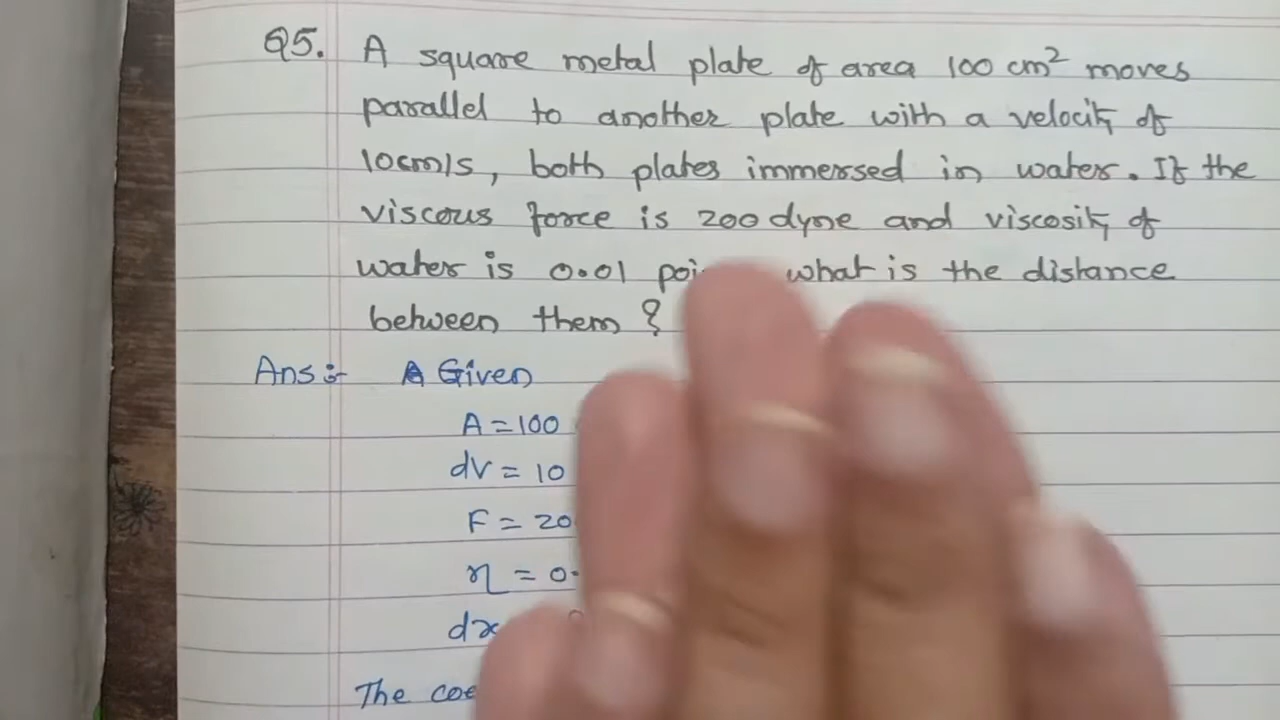 Q5. A square metal plate of area 100 cm² moves
parallel to another plate with a velocity of
10cm/s, both plates immersed in water. If the
viscous force is 200 dyne and viscosity of
water is 0.01 what is the distance
between them ?
Ans :- Given
A = 100
dv = 10
F = 20
η = 0.
dx
The